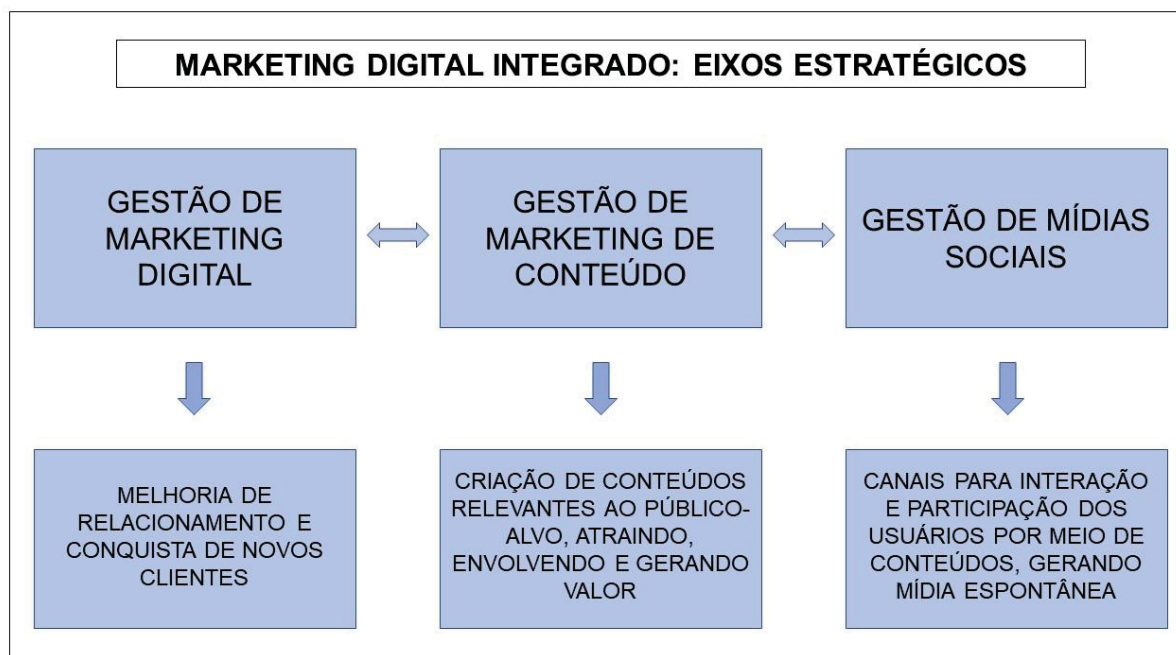 MARKETING DIGITAL INTEGRADO: EIXOS ESTRATÉGICOS
GESTÃO DE
MARKETING
DIGITAL
GESTÃO DE
MARKETING DE
CONTEÚDO
GESTÃO DE MÍDIAS
SOCIAIS
MELHORIA DE
RELACIONAMENTO E
CONQUISTA DE NOVOS
CLIENTES
CRIAÇÃO DE CONTEÚDOS
RELEVANTES AO PÚBLICO-
ALVO, ATRAINDO,
ENVOLVENDO E GERANDO
VALOR
CANAIS PARA INTERAÇÃO
E PARTICIPAÇÃO DOS
USUÁRIOS POR MEIO DE
CONTEÚDOS, GERANDO
MÍDIA ESPONTÂNEA